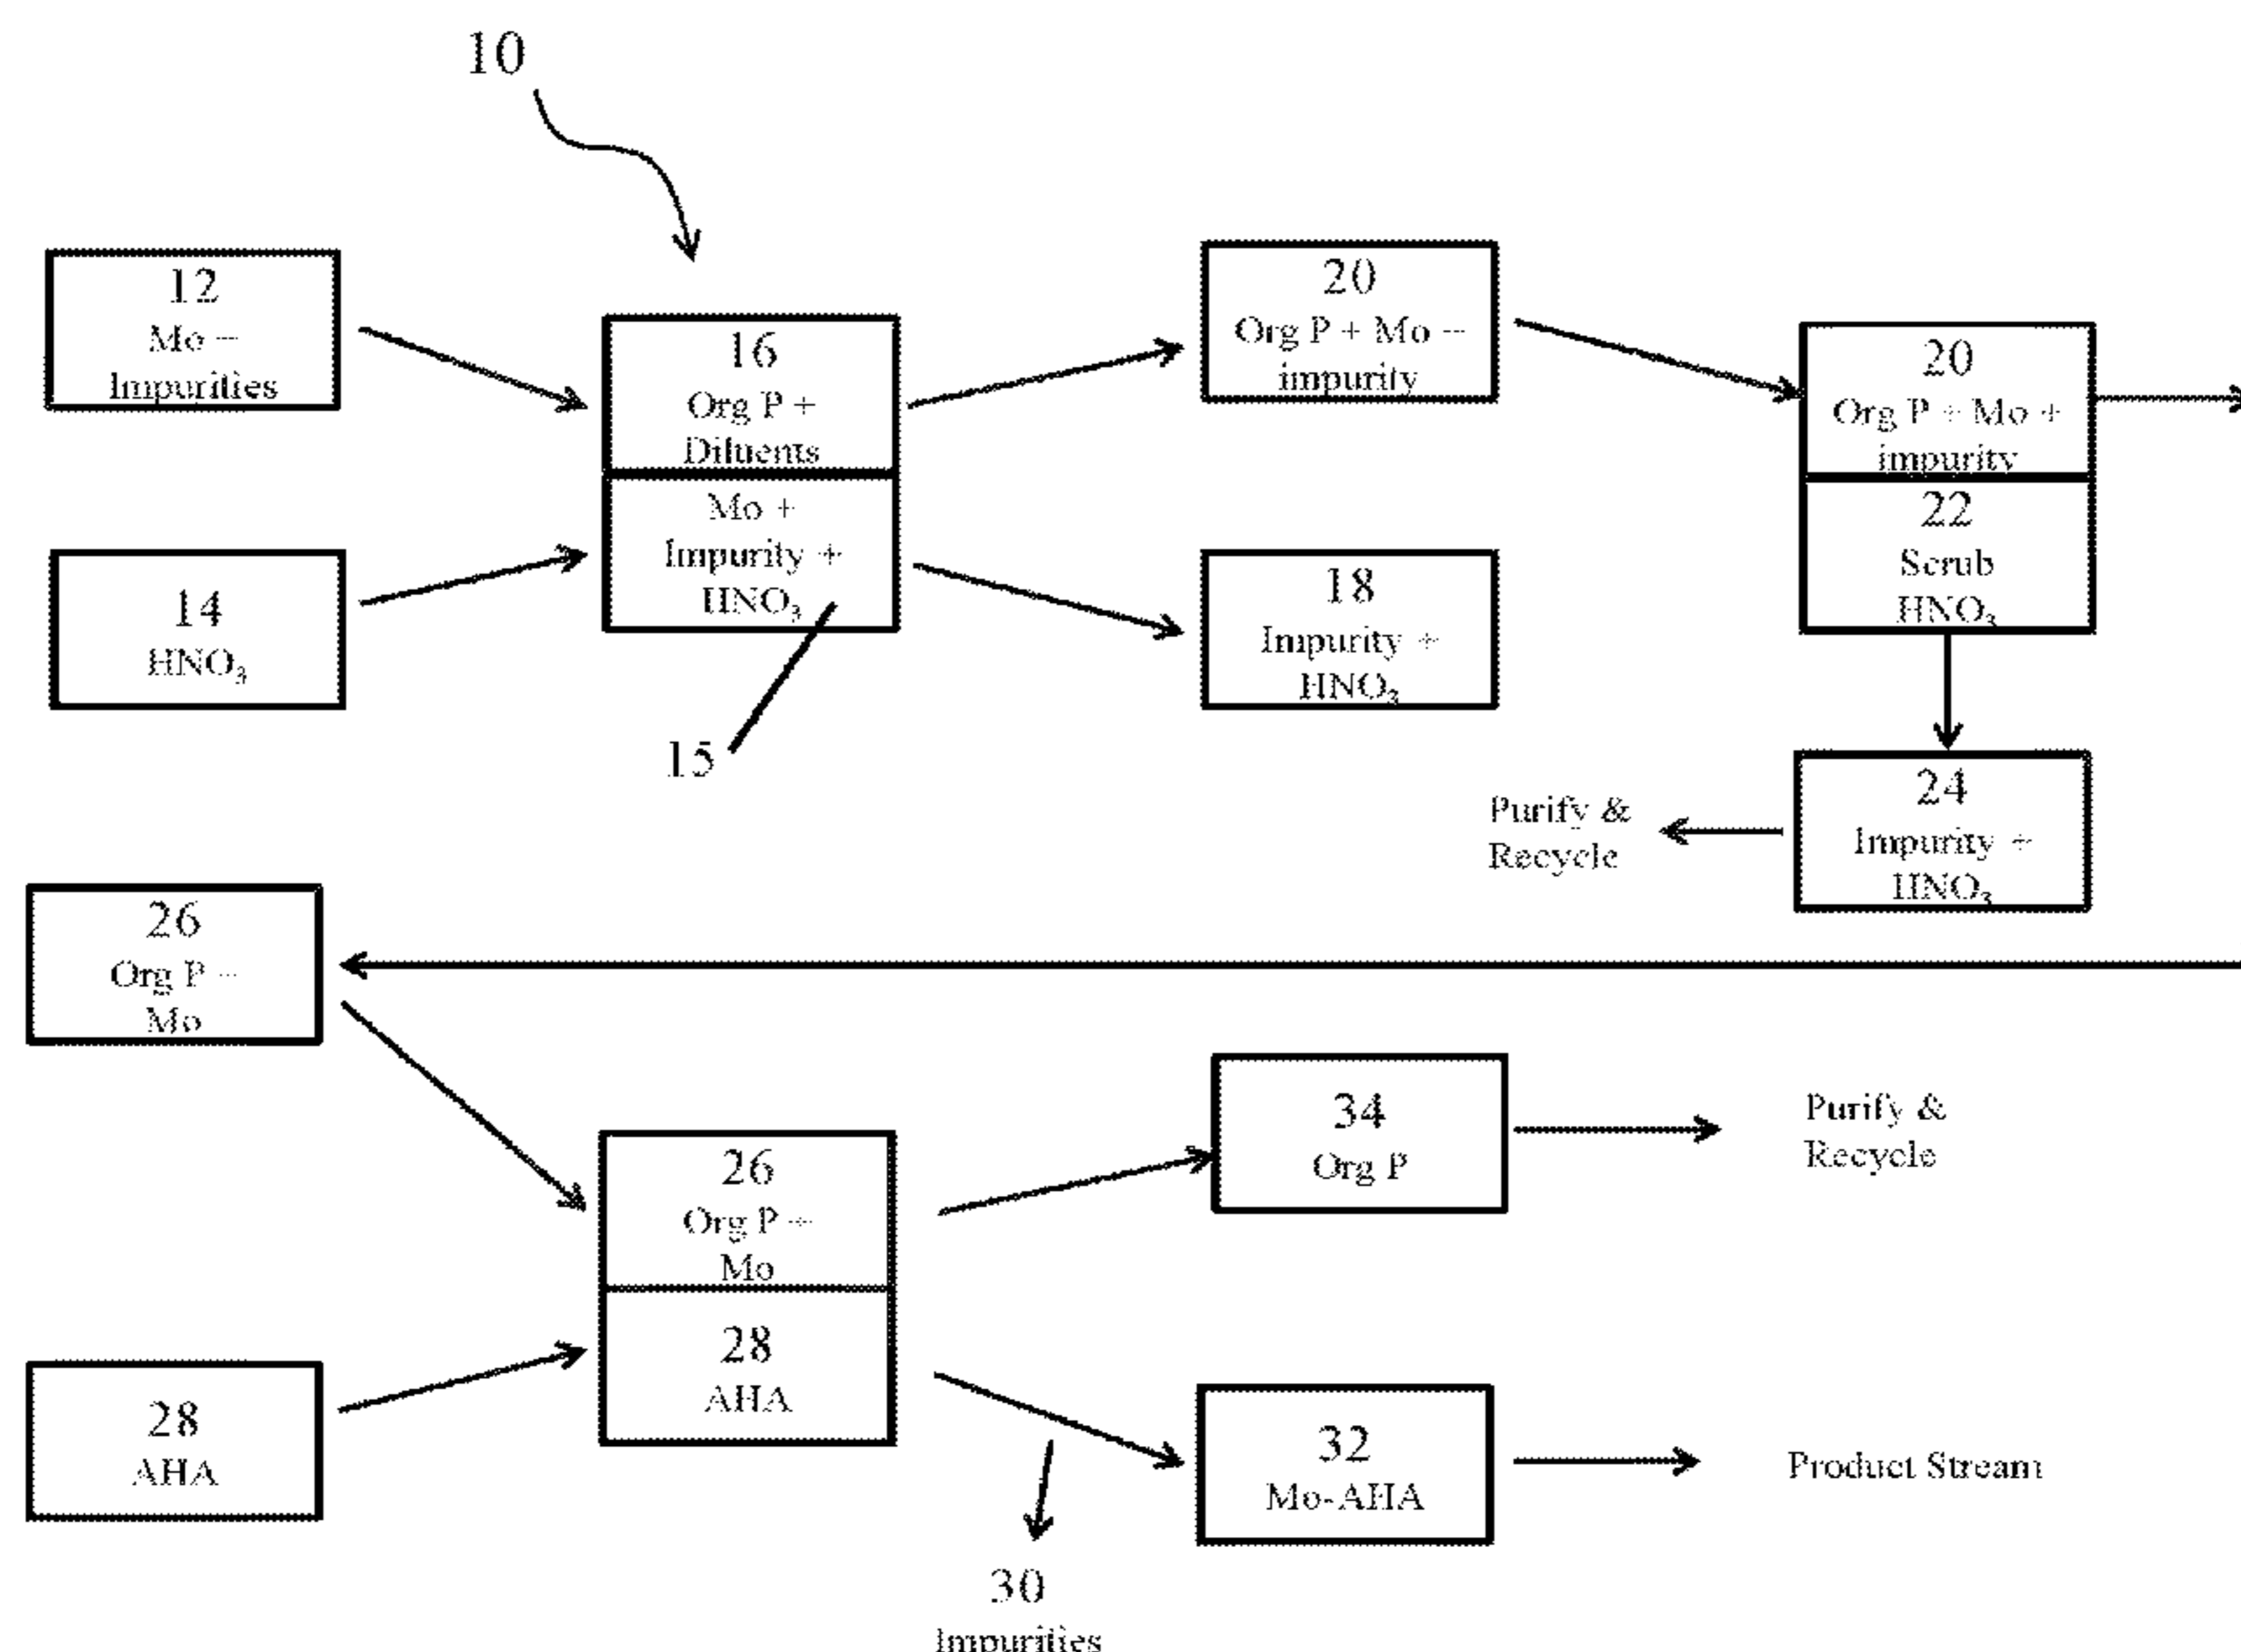 10
12
Mo +
Impurities
14
HNO₃
16
Org P +
Diluents
Mo +
Impurity +
HNO₃
15
20
Org P + Mo +
impurity
18
Impurity +
HNO₃
20
Org P + Mo +
impurity
22
Scrub
HNO₃
24
Impurity +
HNO₃
Purify &
Recycle
26
Org P +
Mo
28
AHA
26
Org P +
Mo
28
AHA
34
Org P
Purify &
Recycle
32
Mo-AHA
Product Stream
30
Impurities